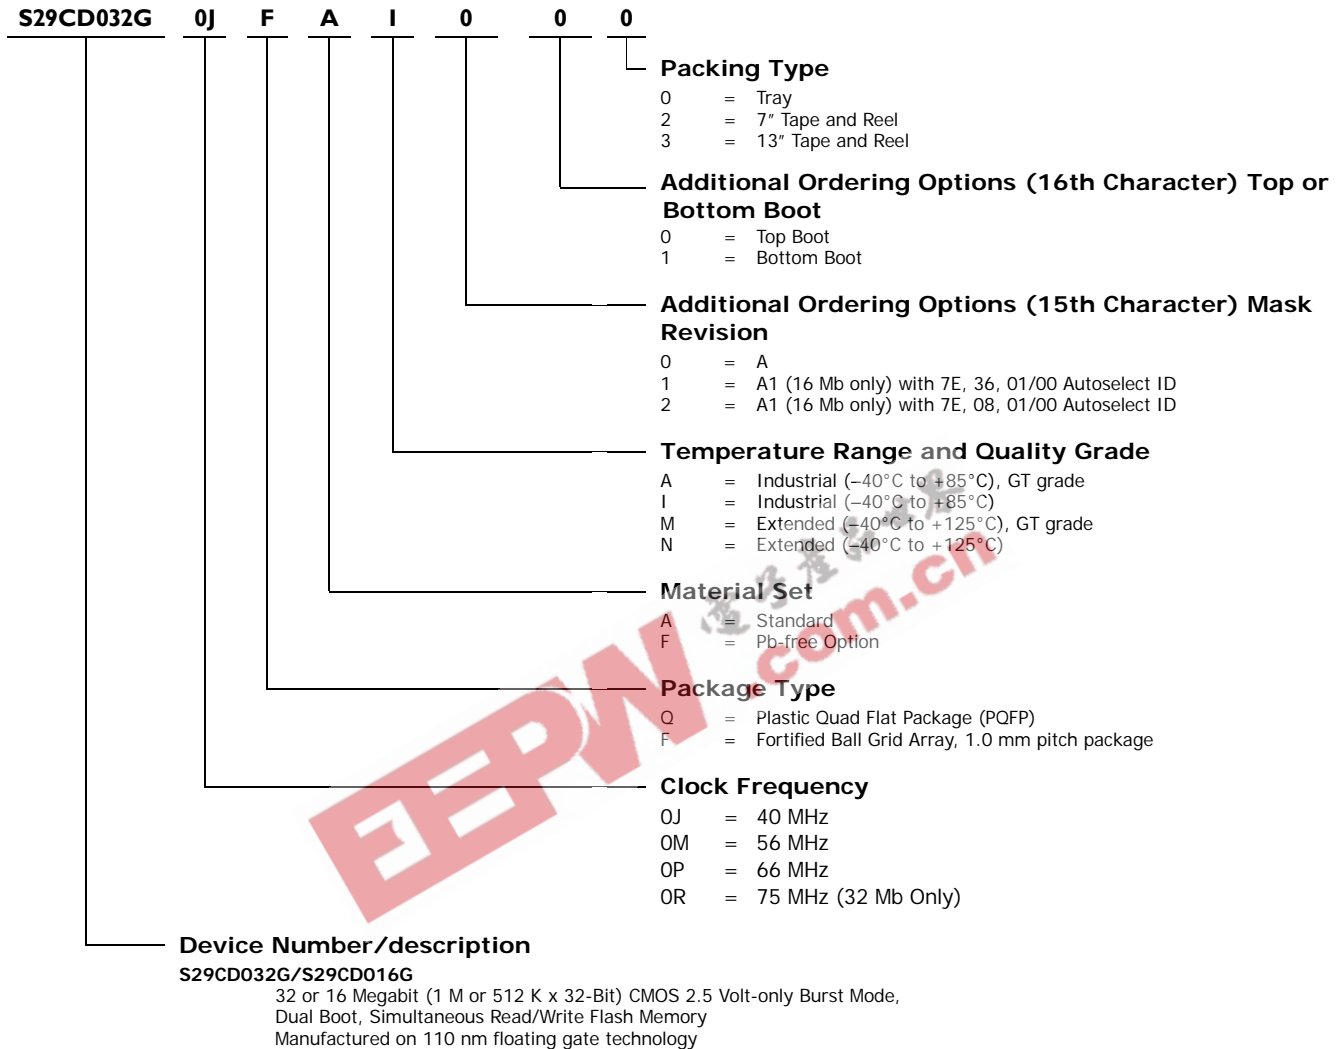 S29CD032G 0J F A I 0 0 0
Packing Type
0 = Tray
2 = 7″ Tape and Reel
3 = 13″ Tape and Reel
Additional Ordering Options (16th Character) Top or
Bottom Boot
0 = Top Boot
1 = Bottom Boot
Additional Ordering Options (15th Character) Mask
Revision
0 = A
1 = A1 (16 Mb only) with 7E, 36, 01/00 Autoselect ID
2 = A1 (16 Mb only) with 7E, 08, 01/00 Autoselect ID
Temperature Range and Quality Grade
A = Industrial (–40°C to +85°C), GT grade
I = Industrial (–40°C to +85°C)
M = Extended (–40°C to +125°C), GT grade
N = Extended (–40°C to +125°C)
Material Set
A = Standard
F = Pb-free Option
Package Type
Q = Plastic Quad Flat Package (PQFP)
F = Fortified Ball Grid Array, 1.0 mm pitch package
Clock Frequency
0J = 40 MHz
0M = 56 MHz
0P = 66 MHz
0R = 75 MHz (32 Mb Only)
Device Number/description
S29CD032G/S29CD016G
32 or 16 Megabit (1 M or 512 K x 32-Bit) CMOS 2.5 Volt-only Burst Mode,
Dual Boot, Simultaneous Read/Write Flash Memory
Manufactured on 110 nm floating gate technology
EEPW.com.cn